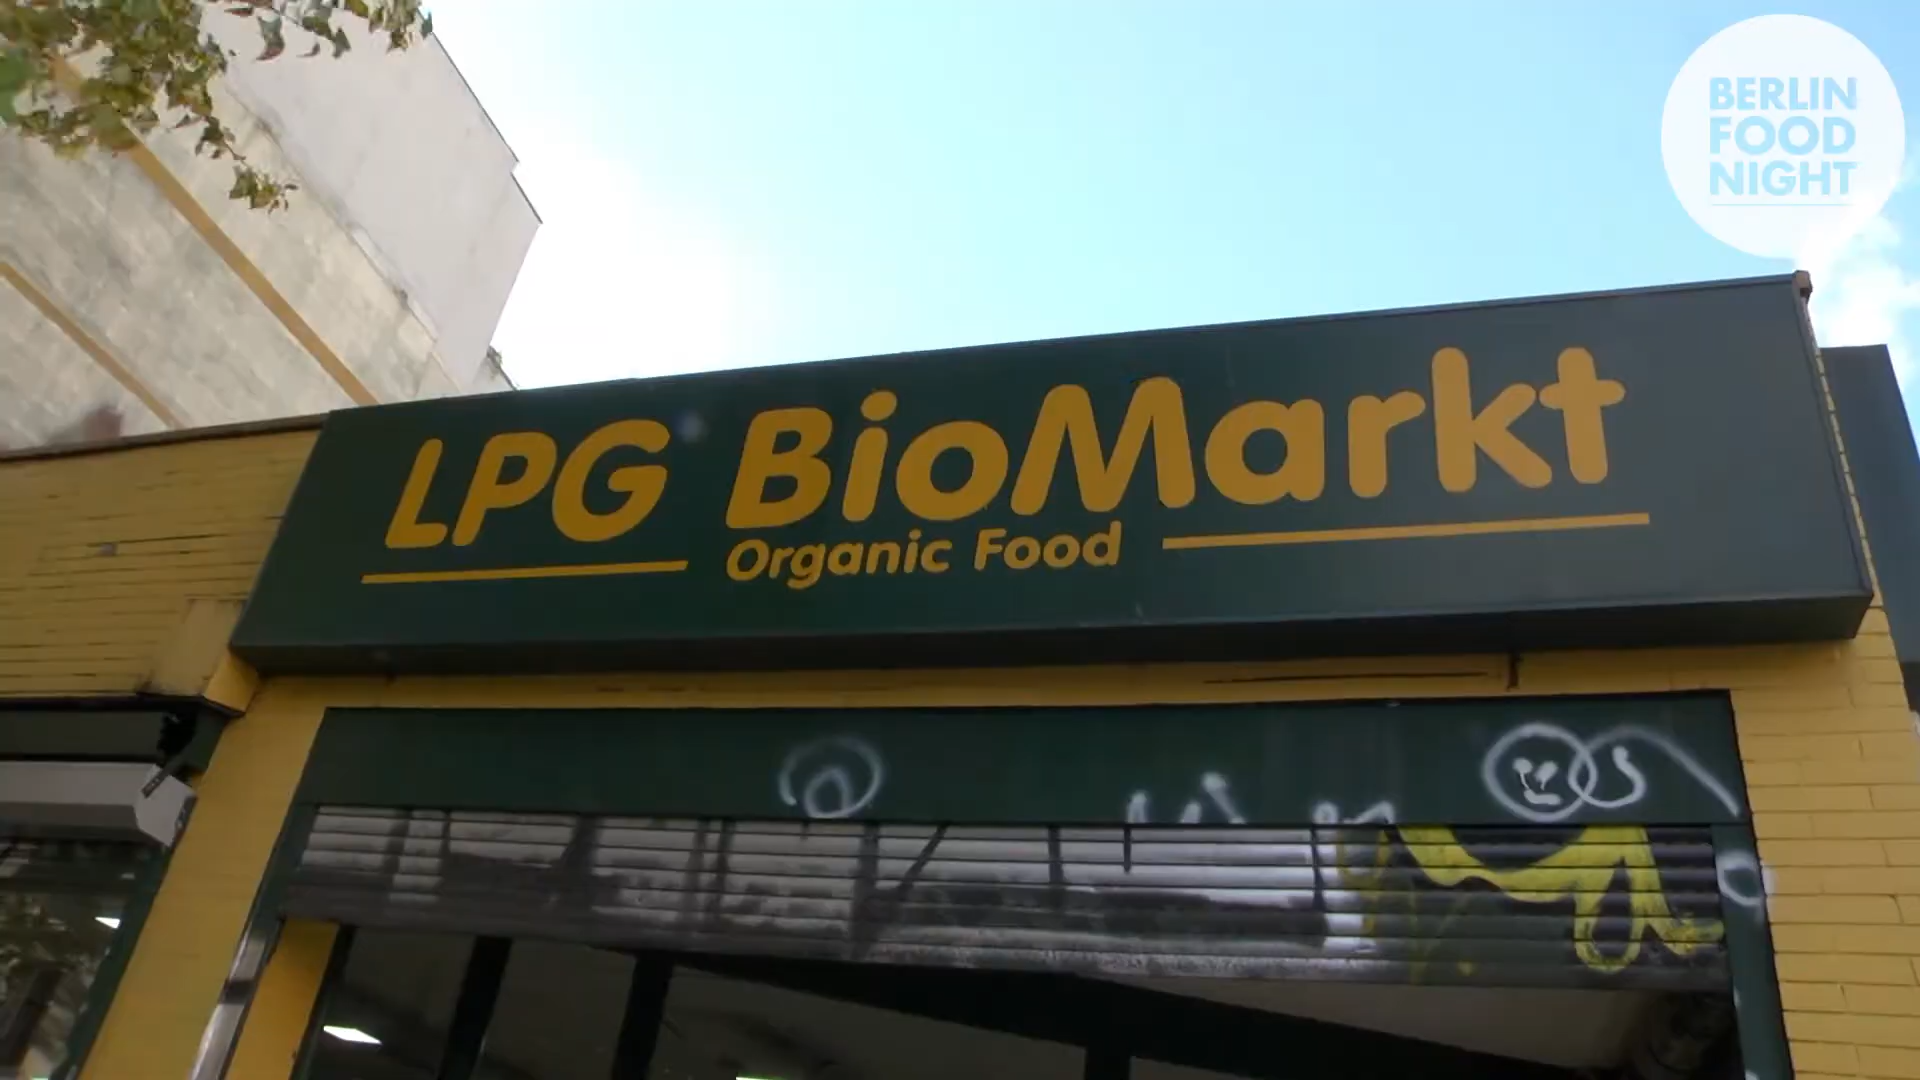 BERLIN
FOOD
NIGHT
LPG BioMarkt
Organic Food